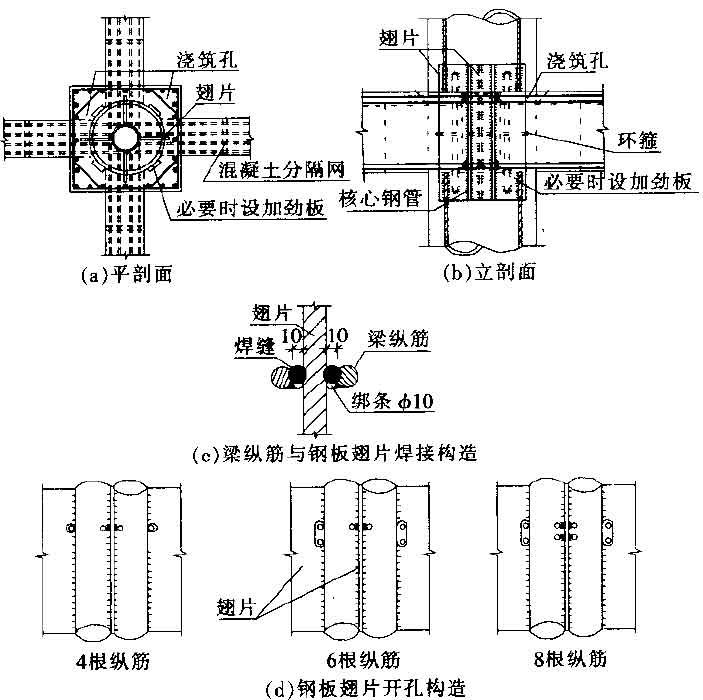 浇筑孔
翅片
混凝土分隔网
必要时设加劲板
(a)平剖面
翅片
浇筑孔
环箍
核心钢管
必要时设加劲板
(b)立剖面
翅片
10 10
焊缝
梁纵筋
绑条 ϕ10
(c)梁纵筋与钢板翅片焊接构造
翅片
4根纵筋
6根纵筋
8根纵筋
(d)钢板翅片开孔构造